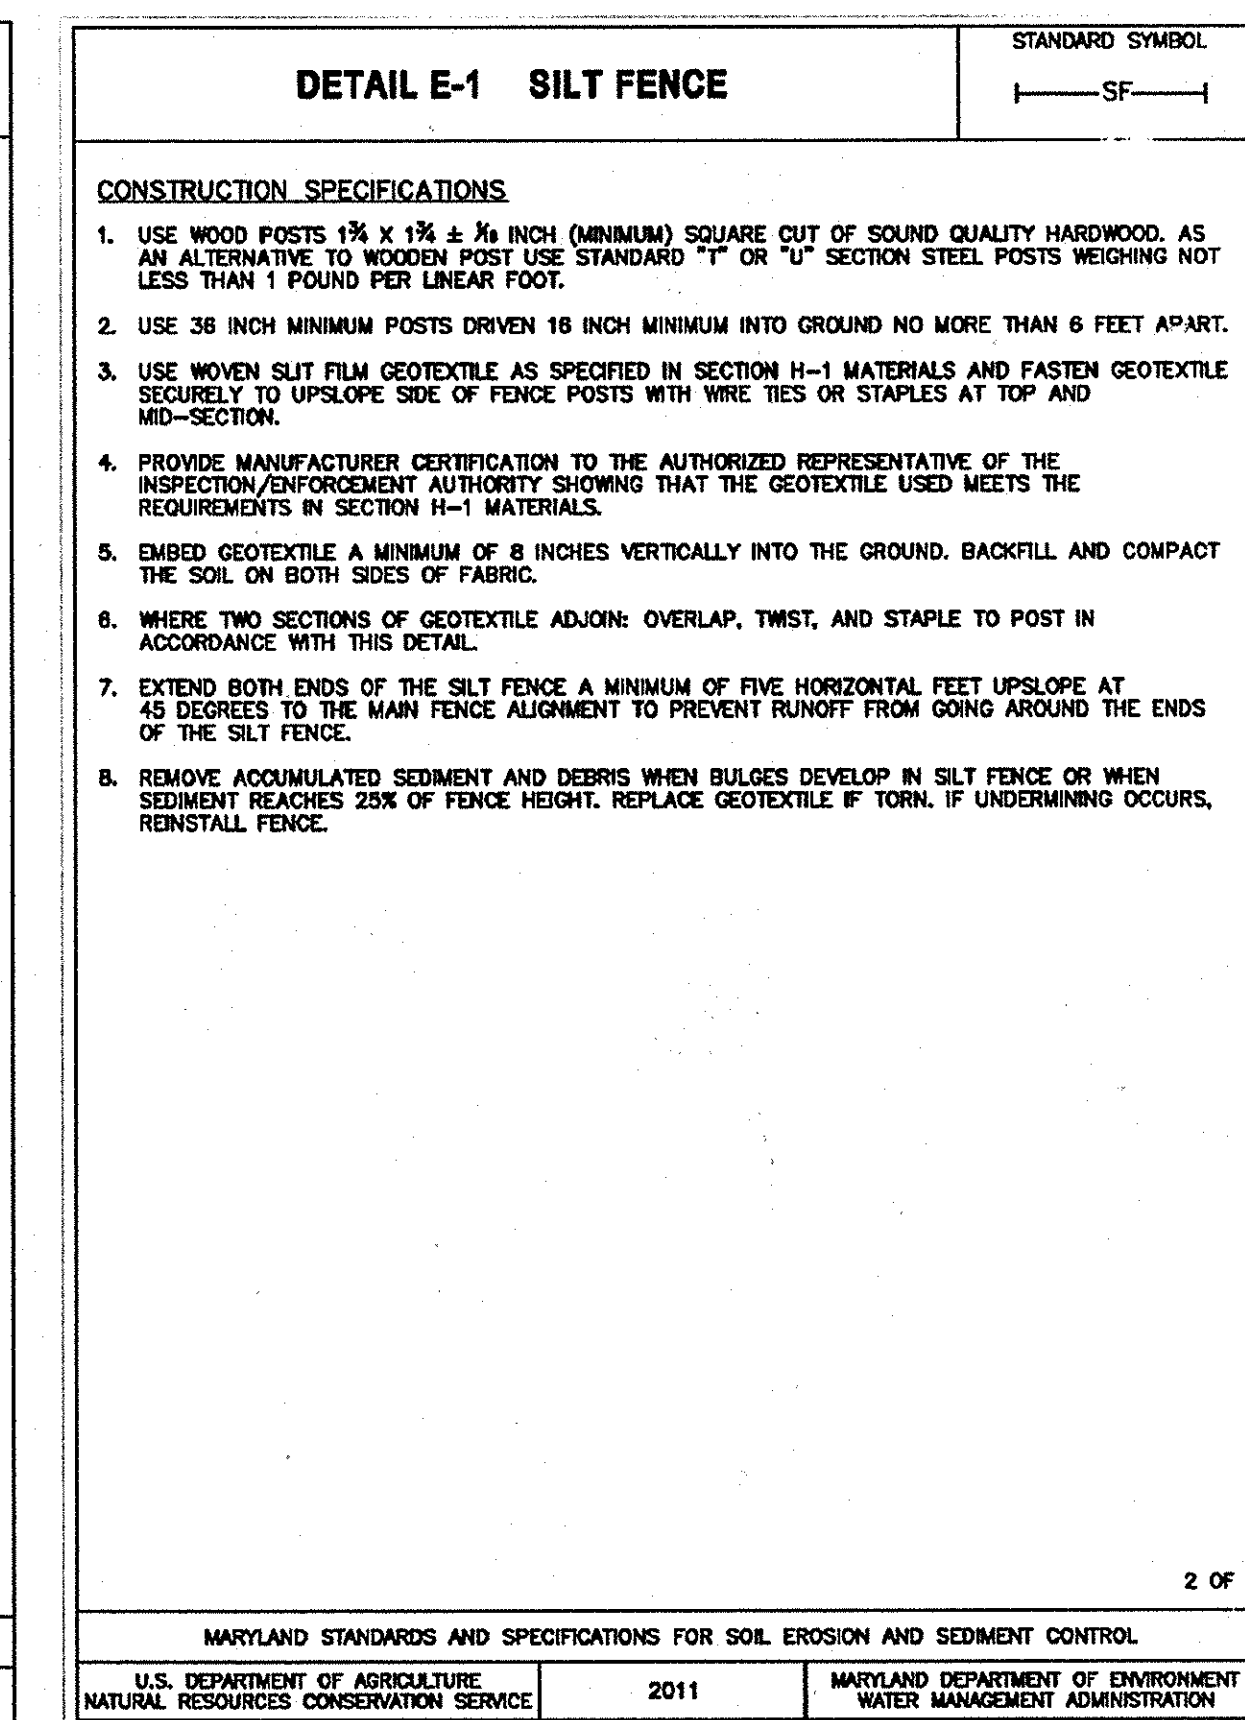 DETAIL E-1 SILT FENCE
STANDARD SYMBOL
SF
CONSTRUCTION SPECIFICATIONS
1. USE WOOD POSTS 1¾ X 1¾ ± 1/16 INCH (MINIMUM) SQUARE CUT OF SOUND QUALITY HARDWOOD. AS
AN ALTERNATIVE TO WOODEN POST USE STANDARD "T" OR "U" SECTION STEEL POSTS WEIGHING NOT
LESS THAN 1 POUND PER LINEAR FOOT.
2. USE 36 INCH MINIMUM POSTS DRIVEN 16 INCH MINIMUM INTO GROUND NO MORE THAN 6 FEET APART.
3. USE WOVEN SLIT FILM GEOTEXTILE AS SPECIFIED IN SECTION H-1 MATERIALS AND FASTEN GEOTEXTILE
SECURELY TO UPSLOPE SIDE OF FENCE POSTS WITH WIRE TIES OR STAPLES AT TOP AND
MID-SECTION.
4. PROVIDE MANUFACTURER CERTIFICATION TO THE AUTHORIZED REPRESENTATIVE OF THE
INSPECTION/ENFORCEMENT AUTHORITY SHOWING THAT THE GEOTEXTILE USED MEETS THE
REQUIREMENTS IN SECTION H-1 MATERIALS.
5. EMBED GEOTEXTILE A MINIMUM OF 8 INCHES VERTICALLY INTO THE GROUND. BACKFILL AND COMPACT
THE SOIL ON BOTH SIDES OF FABRIC.
6. WHERE TWO SECTIONS OF GEOTEXTILE ADJOIN: OVERLAP, TWIST, AND STAPLE TO POST IN
ACCORDANCE WITH THIS DETAIL.
7. EXTEND BOTH ENDS OF THE SILT FENCE A MINIMUM OF FIVE HORIZONTAL FEET UPSLOPE AT
45 DEGREES TO THE MAIN FENCE ALIGNMENT TO PREVENT RUNOFF FROM GOING AROUND THE ENDS
OF THE SILT FENCE.
8. REMOVE ACCUMULATED SEDIMENT AND DEBRIS WHEN BULGES DEVELOP IN SILT FENCE OR WHEN
SEDIMENT REACHES 25% OF FENCE HEIGHT. REPLACE GEOTEXTILE IF TORN. IF UNDERMINING OCCURS,
REINSTALL FENCE.
2 OF
MARYLAND STANDARDS AND SPECIFICATIONS FOR SOIL EROSION AND SEDIMENT CONTROL
U.S. DEPARTMENT OF AGRICULTURE
NATURAL RESOURCES CONSERVATION SERVICE
2011
MARYLAND DEPARTMENT OF ENVIRONMENT
WATER MANAGEMENT ADMINISTRATION